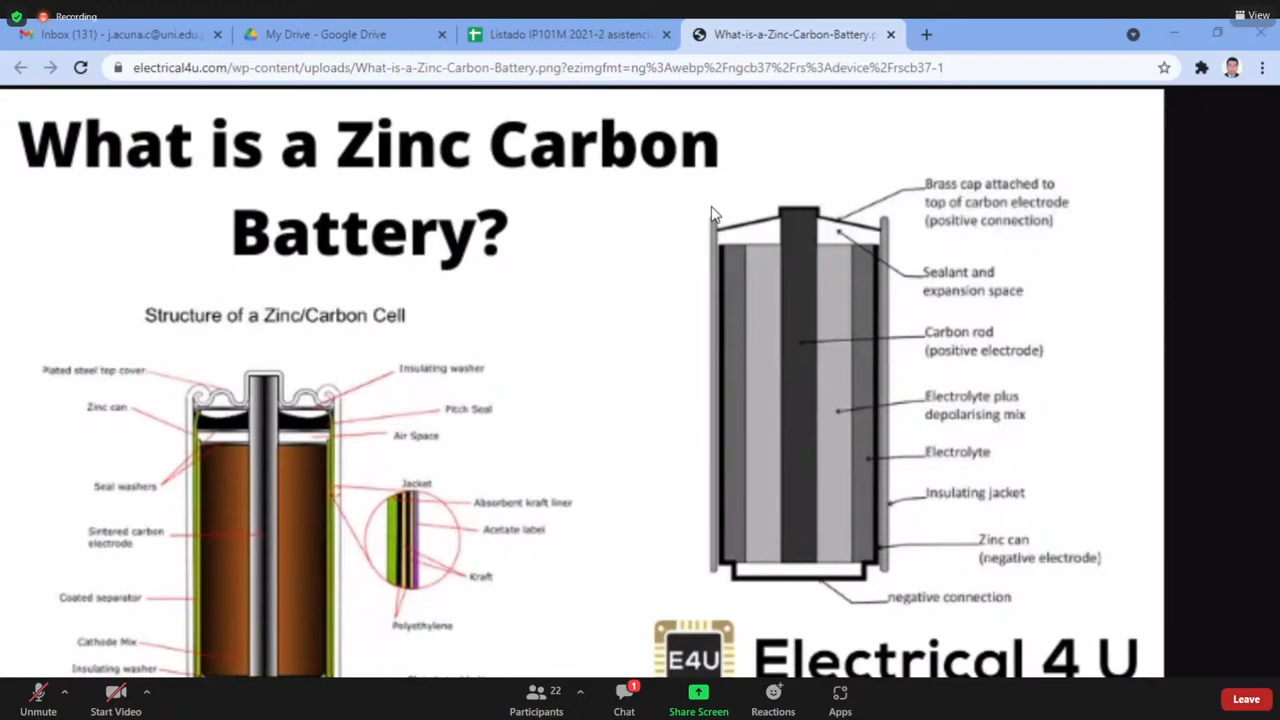 Recording
View
Inbox (131) - j.acuna.c@uni.edu.
My Drive - Google Drive
Listado IP101M 2021-2 asistenci
What-is-a-Zinc-Carbon-Battery.p
electrical4u.com/wp-content/uploads/What-is-a-Zinc-Carbon-Battery.png?ezimgfmt=ng%3Awebp%2Fngcb37%2Frs%3Adevice%2Frscb37-1
What is a Zinc Carbon
Battery?
Structure of a Zinc/Carbon Cell
Plated steel top cover
Zinc can
Seal washers
Sintered carbon
electrode
Coated separator
Cathode Mix
Insulating washer
Insulating washer
Pitch Seal
Air Space
Jacket
Absorbent kraft liner
Acetate label
Kraft
Polyethylene
Brass cap attached to
top of carbon electrode
(positive connection)
Sealant and
expansion space
Carbon rod
(positive electrode)
Electrolyte plus
depolarising mix
Electrolyte
Insulating jacket
Zinc can
(negative electrode)
negative connection
E4U
Electrical 4 U
Unmute
Start Video
22
Participants
1
Chat
Share Screen
Reactions
Apps
Leave